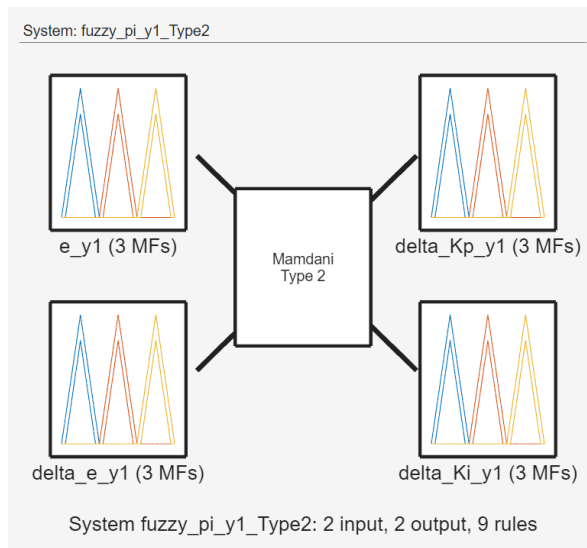 System: fuzzy_pi_y1_Type2
e_y1 (3 MFs)
delta_Kp_y1 (3 MFs)
Mamdani
Type 2
delta_e_y1 (3 MFs)
delta_Ki_y1 (3 MFs)
System fuzzy_pi_y1_Type2: 2 input, 2 output, 9 rules